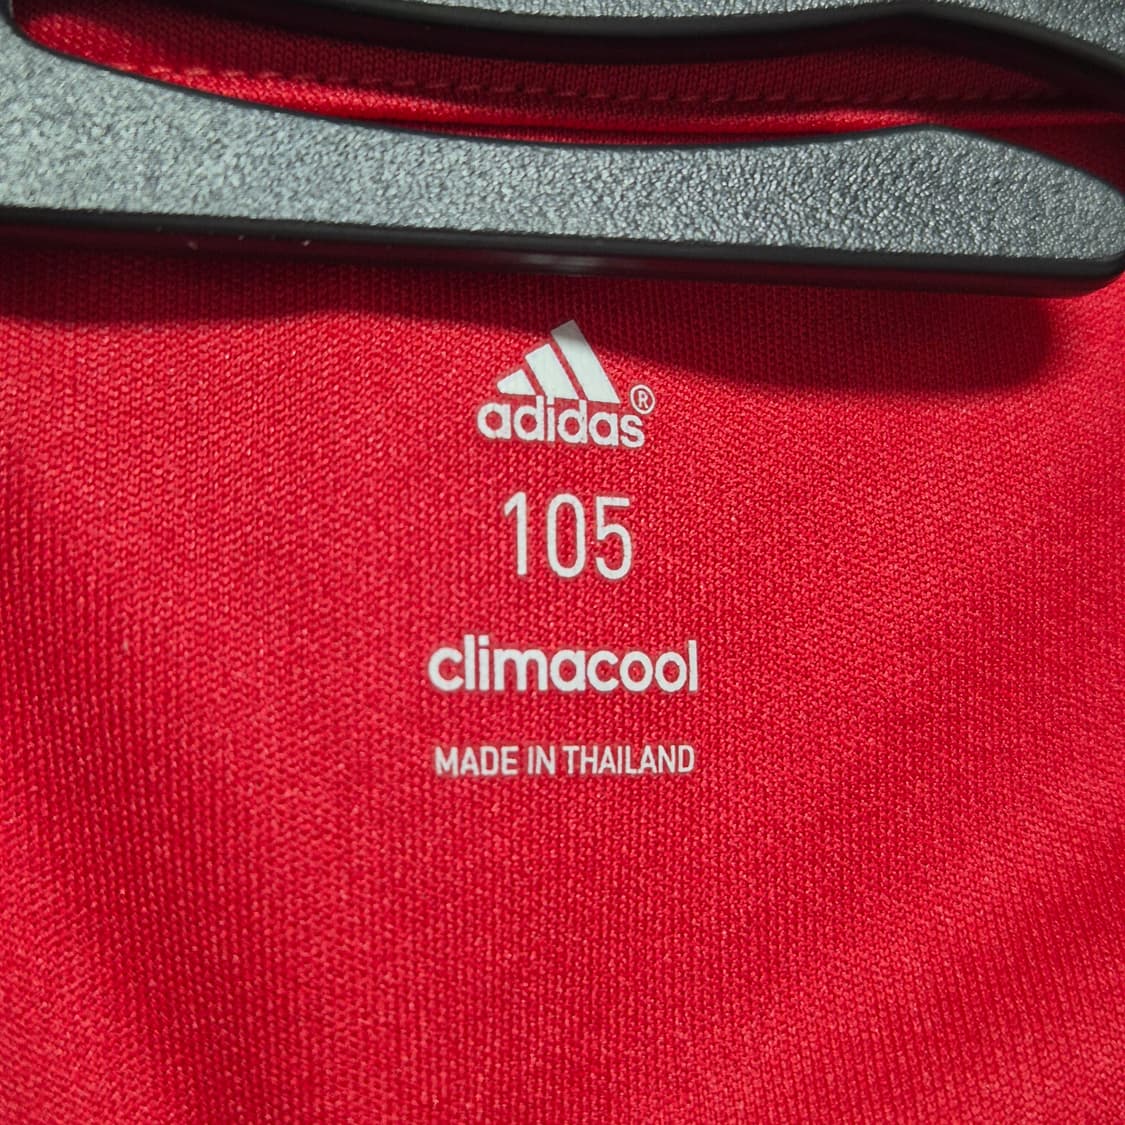 adidas®
105
climacool
MADE IN THAILAND